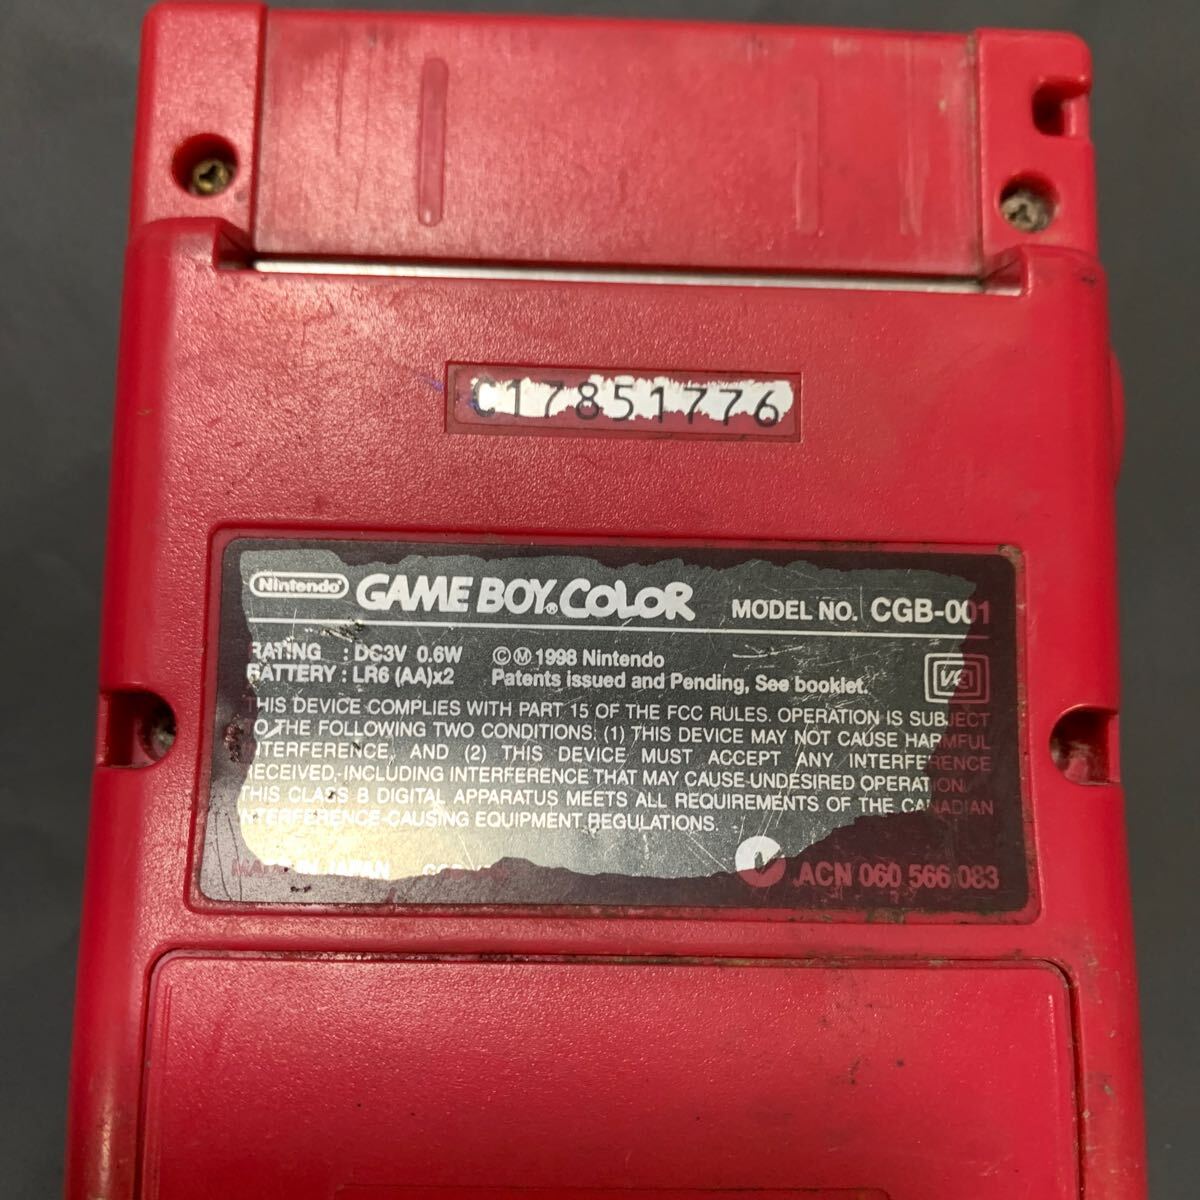 C17851776
Nintendo GAME BOY COLOR MODEL NO. CGB-001
RATING : DC3V 0.6W ©Ⓜ 1998 Nintendo
BATTERY : LR6 (AA)x2 Patents issued and Pending, See booklet.
THIS DEVICE COMPLIES WITH PART 15 OF THE FCC RULES. OPERATION IS SUBJECT
TO THE FOLLOWING TWO CONDITIONS. (1) THIS DEVICE MAY NOT CAUSE HARMFUL
INTERFERENCE, AND (2) THIS DEVICE MUST ACCEPT ANY INTERFERENCE
RECEIVED, INCLUDING INTERFERENCE THAT MAY CAUSE UNDESIRED OPERATION.
THIS CLASS B DIGITAL APPARATUS MEETS ALL REQUIREMENTS OF THE CANADIAN
INTERFERENCE-CAUSING EQUIPMENT REGULATIONS.
MADE IN JAPAN ACN 060 566 083